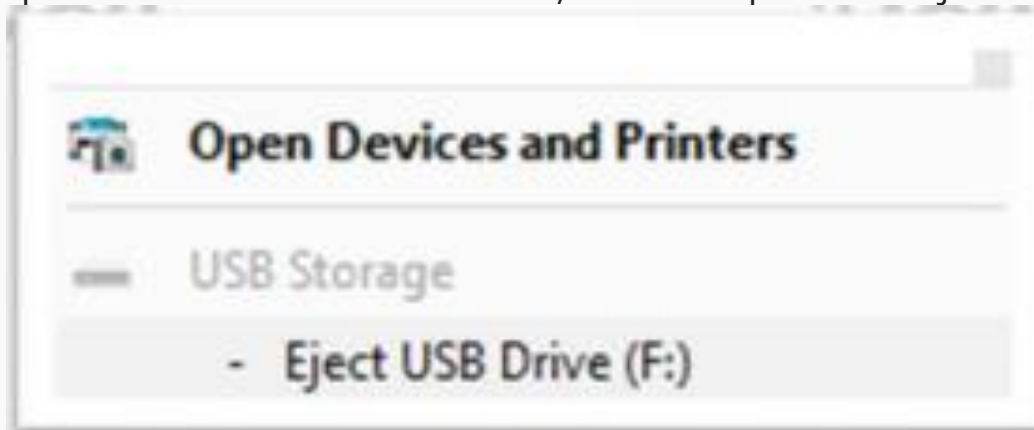 Open Devices and Printers
USB Storage
- Eject USB Drive (F:)